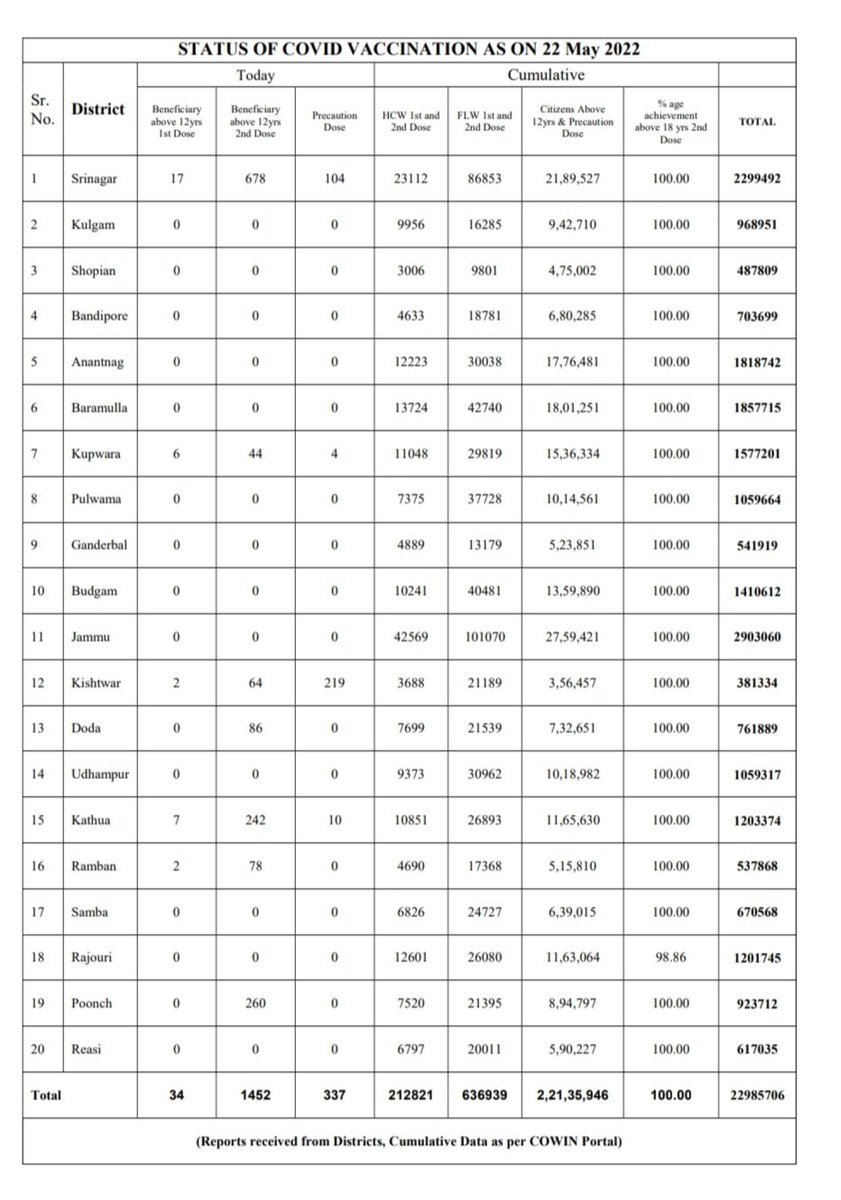 STATUS OF COVID VACCINATION AS ON 22 May 2022
Today Cumulative
Sr. No. District Beneficiary above 12yrs 1st Dose Beneficiary above 12yrs 2nd Dose Precaution Dose HCW 1st and 2nd Dose FLW 1st and 2nd Dose Citizens Above 12yrs & Precaution Dose % age achievement above 18 yrs 2nd Dose TOTAL
1 Srinagar 17 678 104 23112 86853 21,89,527 100.00 2299492
2 Kulgam 0 0 0 9956 16285 9,42,710 100.00 968951
3 Shopian 0 0 0 3006 9801 4,75,002 100.00 487809
4 Bandipore 0 0 0 4633 18781 6,80,285 100.00 703699
5 Anantnag 0 0 0 12223 30038 17,76,481 100.00 1818742
6 Baramulla 0 0 0 13724 42740 18,01,251 100.00 1857715
7 Kupwara 6 44 4 11048 29819 15,36,334 100.00 1577201
8 Pulwama 0 0 0 7375 37728 10,14,561 100.00 1059664
9 Ganderbal 0 0 0 4889 13179 5,23,851 100.00 541919
10 Budgam 0 0 0 10241 40481 13,59,890 100.00 1410612
11 Jammu 0 0 0 42569 101070 27,59,421 100.00 2903060
12 Kishtwar 2 64 219 3688 21189 3,56,457 100.00 381334
13 Doda 0 86 0 7699 21539 7,32,651 100.00 761889
14 Udhampur 0 0 0 9373 30962 10,18,982 100.00 1059317
15 Kathua 7 242 10 10851 26893 11,65,630 100.00 1203374
16 Ramban 2 78 0 4690 17368 5,15,810 100.00 537868
17 Samba 0 0 0 6826 24727 6,39,015 100.00 670568
18 Rajouri 0 0 0 12601 26080 11,63,064 98.86 1201745
19 Poonch 0 260 0 7520 21395 8,94,797 100.00 923712
20 Reasi 0 0 0 6797 20011 5,90,227 100.00 617035
Total 34 1452 337 212821 636939 2,21,35,946 100.00 22985706
(Reports received from Districts, Cumulative Data as per COWIN Portal)